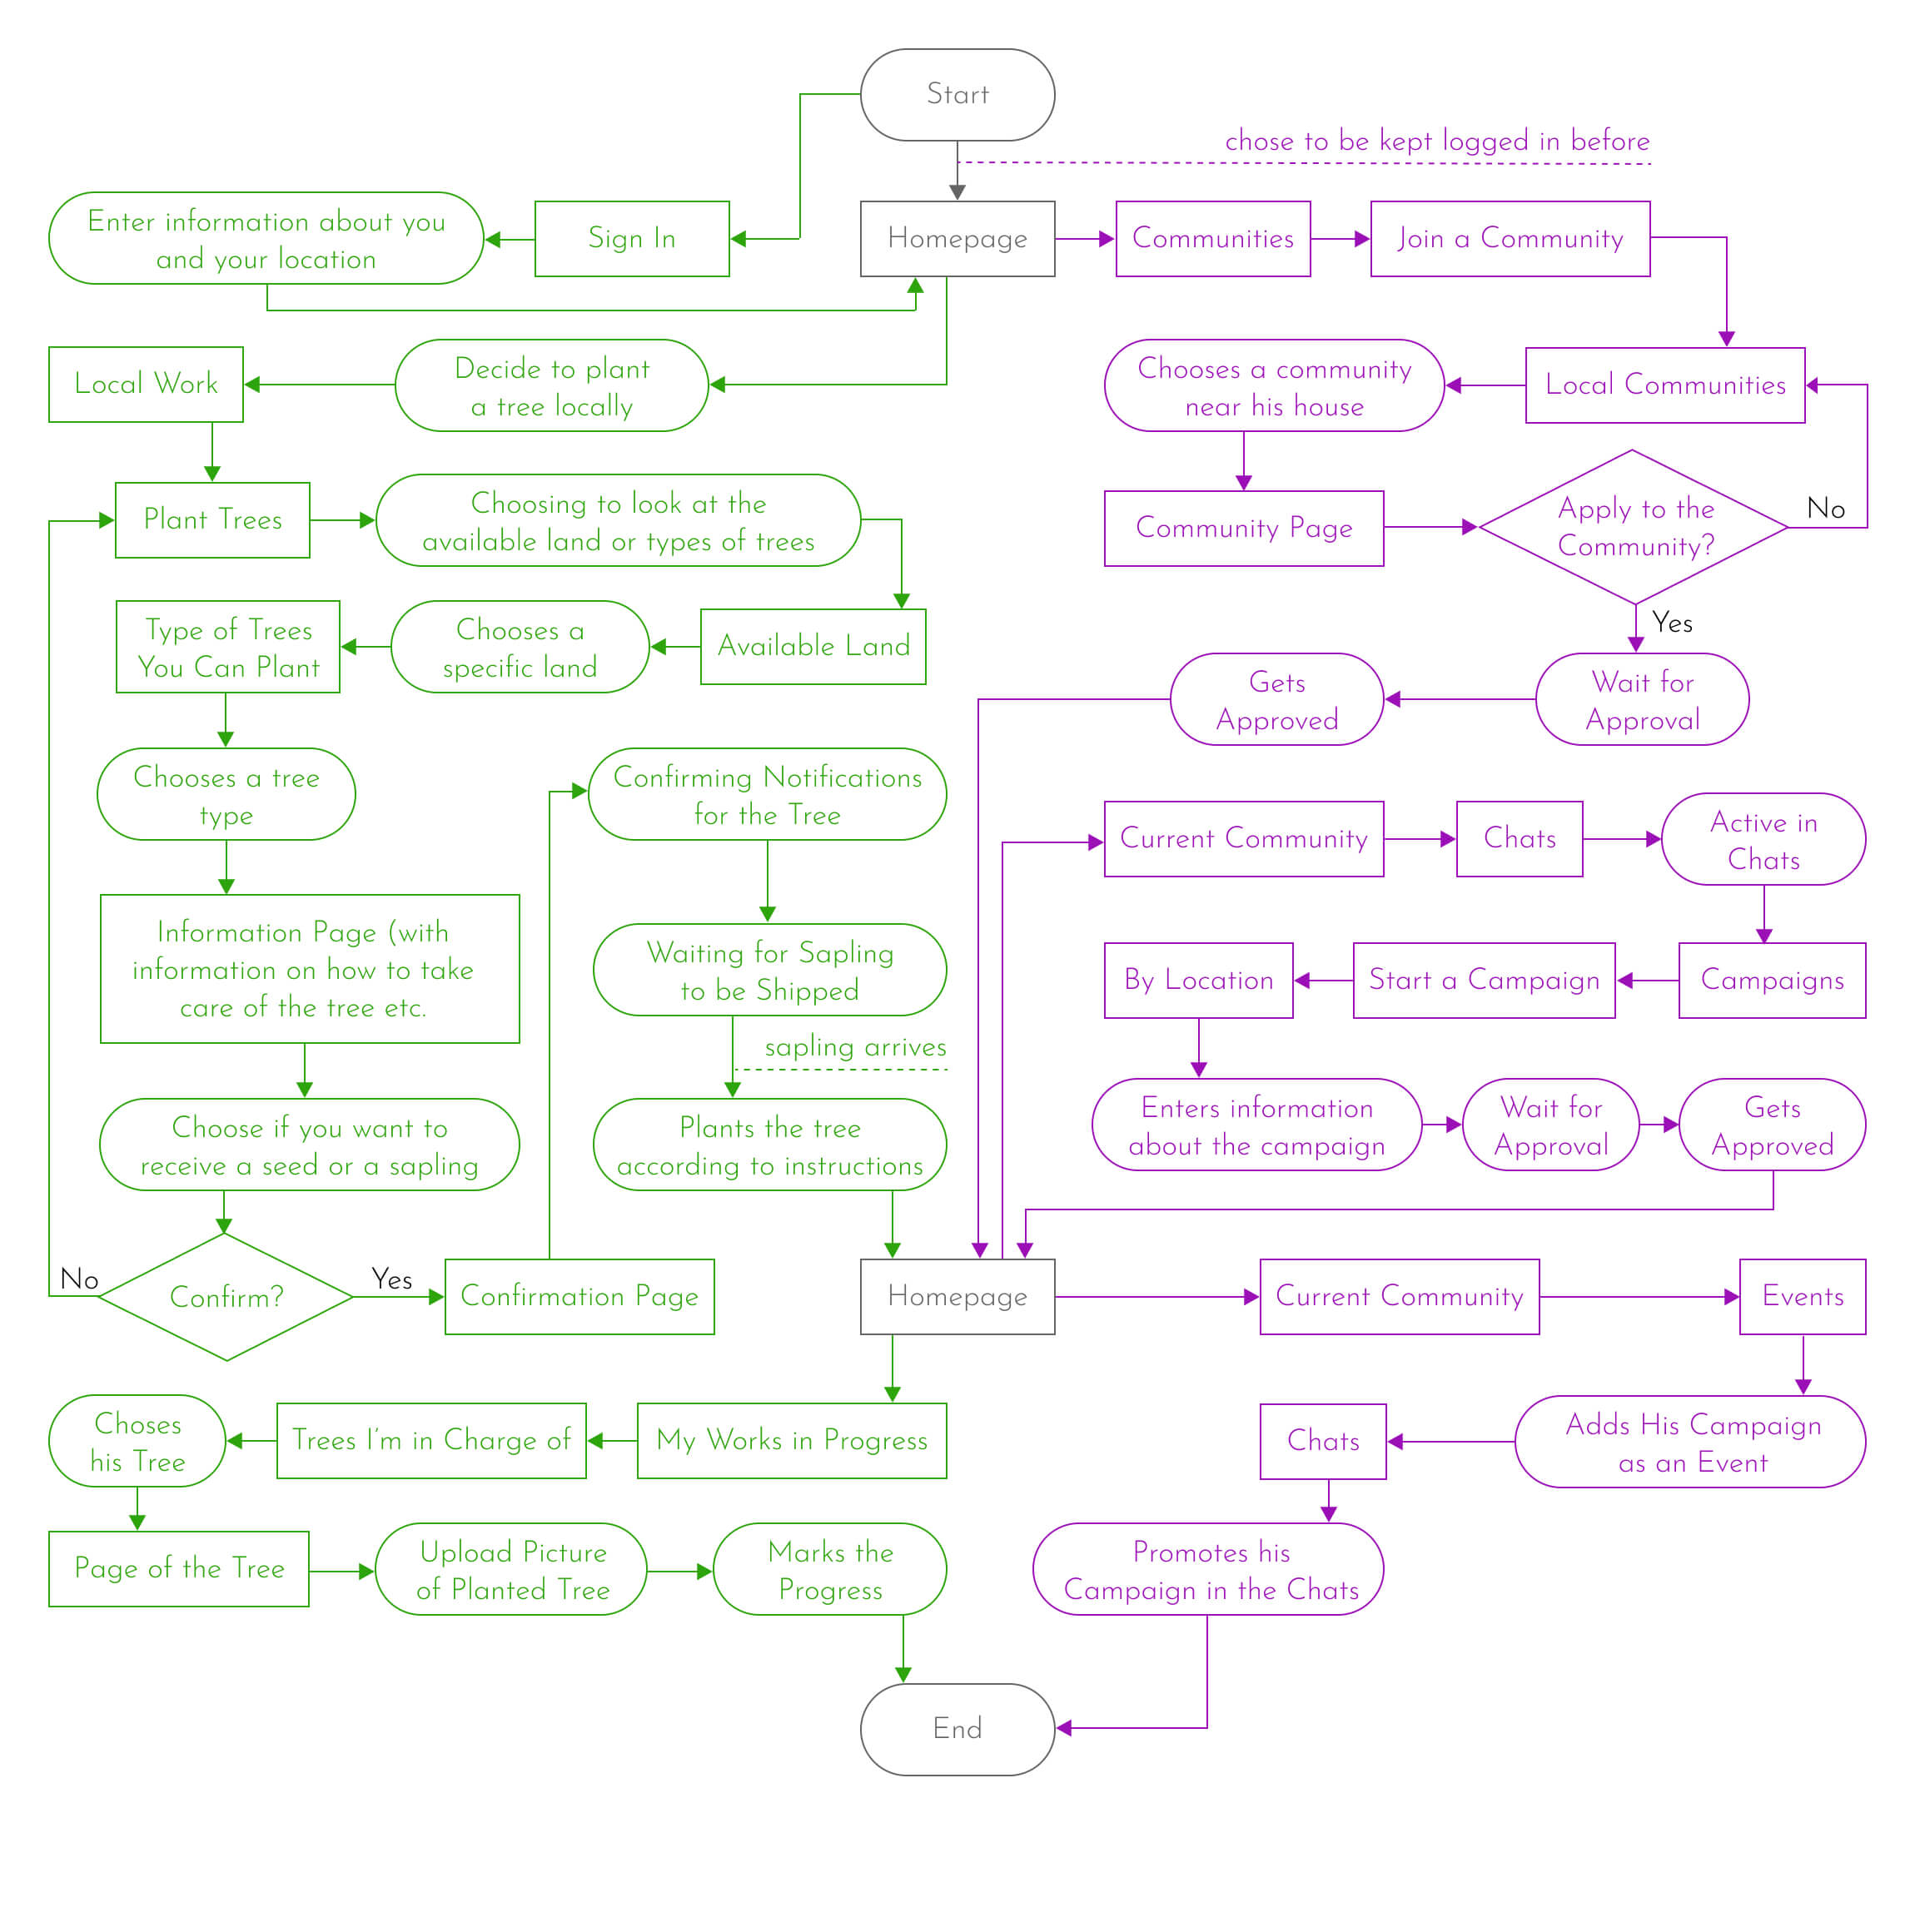 Start
chose to be kept logged in before
Enter information about you
and your location
Sign In
Homepage
Communities
Join a Community
Local Work
Decide to plant
a tree locally
Chooses a community
near his house
Local Communities
Plant Trees
Choosing to look at the
available land or types of trees
Community Page
Apply to the
Community?
No
Yes
Type of Trees
You Can Plant
Chooses a
specific land
Available Land
Gets
Approved
Wait for
Approval
Chooses a tree
type
Confirming Notifications
for the Tree
Current Community
Chats
Active in
Chats
Information Page (with
information on how to take
care of the tree etc.
Waiting for Sapling
to be Shipped
sapling arrives
By Location
Start a Campaign
Campaigns
Choose if you want to
receive a seed or a sapling
Plants the tree
according to instructions
Enters information
about the campaign
Wait for
Approval
Gets
Approved
No
Confirm?
Yes
Confirmation Page
Homepage
Current Community
Events
Choses
his Tree
Trees I'm in Charge of
My Works in Progress
Chats
Adds His Campaign
as an Event
Page of the Tree
Upload Picture
of Planted Tree
Marks the
Progress
Promotes his
Campaign in the Chats
End